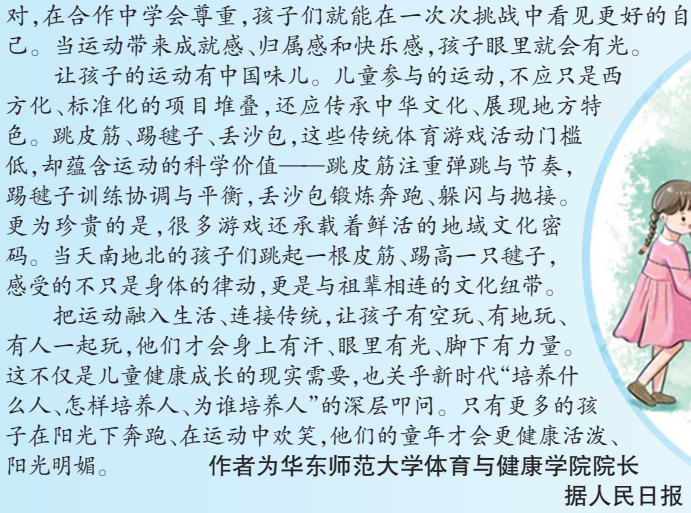 对,在合作中学会尊重,孩子们就能在一次次挑战中看见更好的自
己。当运动带来成就感、归属感和快乐感,孩子眼里就会有光。
让孩子的运动有中国味儿。儿童参与的运动,不应只是西
方化、标准化的项目堆叠,还应传承中华文化、展现地方特
色。跳皮筋、踢毽子、丢沙包,这些传统体育游戏活动门槛
低,却蕴含运动的科学价值——跳皮筋注重弹跳与节奏,
踢毽子训练协调与平衡,丢沙包锻炼奔跑、躲闪与抛接。
更为珍贵的是,很多游戏还承载着鲜活的地域文化密
码。当天南地北的孩子们跳起一根皮筋、踢高一只毽子,
感受的不只是身体的律动,更是与祖辈相连的文化纽带。
把运动融入生活、连接传统,让孩子有空玩、有地玩、
有人一起玩,他们才会身上有汗、眼里有光、脚下有力量。
这不仅是儿童健康成长的现实需要,也关乎新时代“培养什
么人、怎样培养人、为谁培养人”的深层叩问。只有更多的孩
子在阳光下奔跑、在运动中欢笑,他们的童年才会更健康活泼、
阳光明媚。 作者为华东师范大学体育与健康学院院长
据人民日报